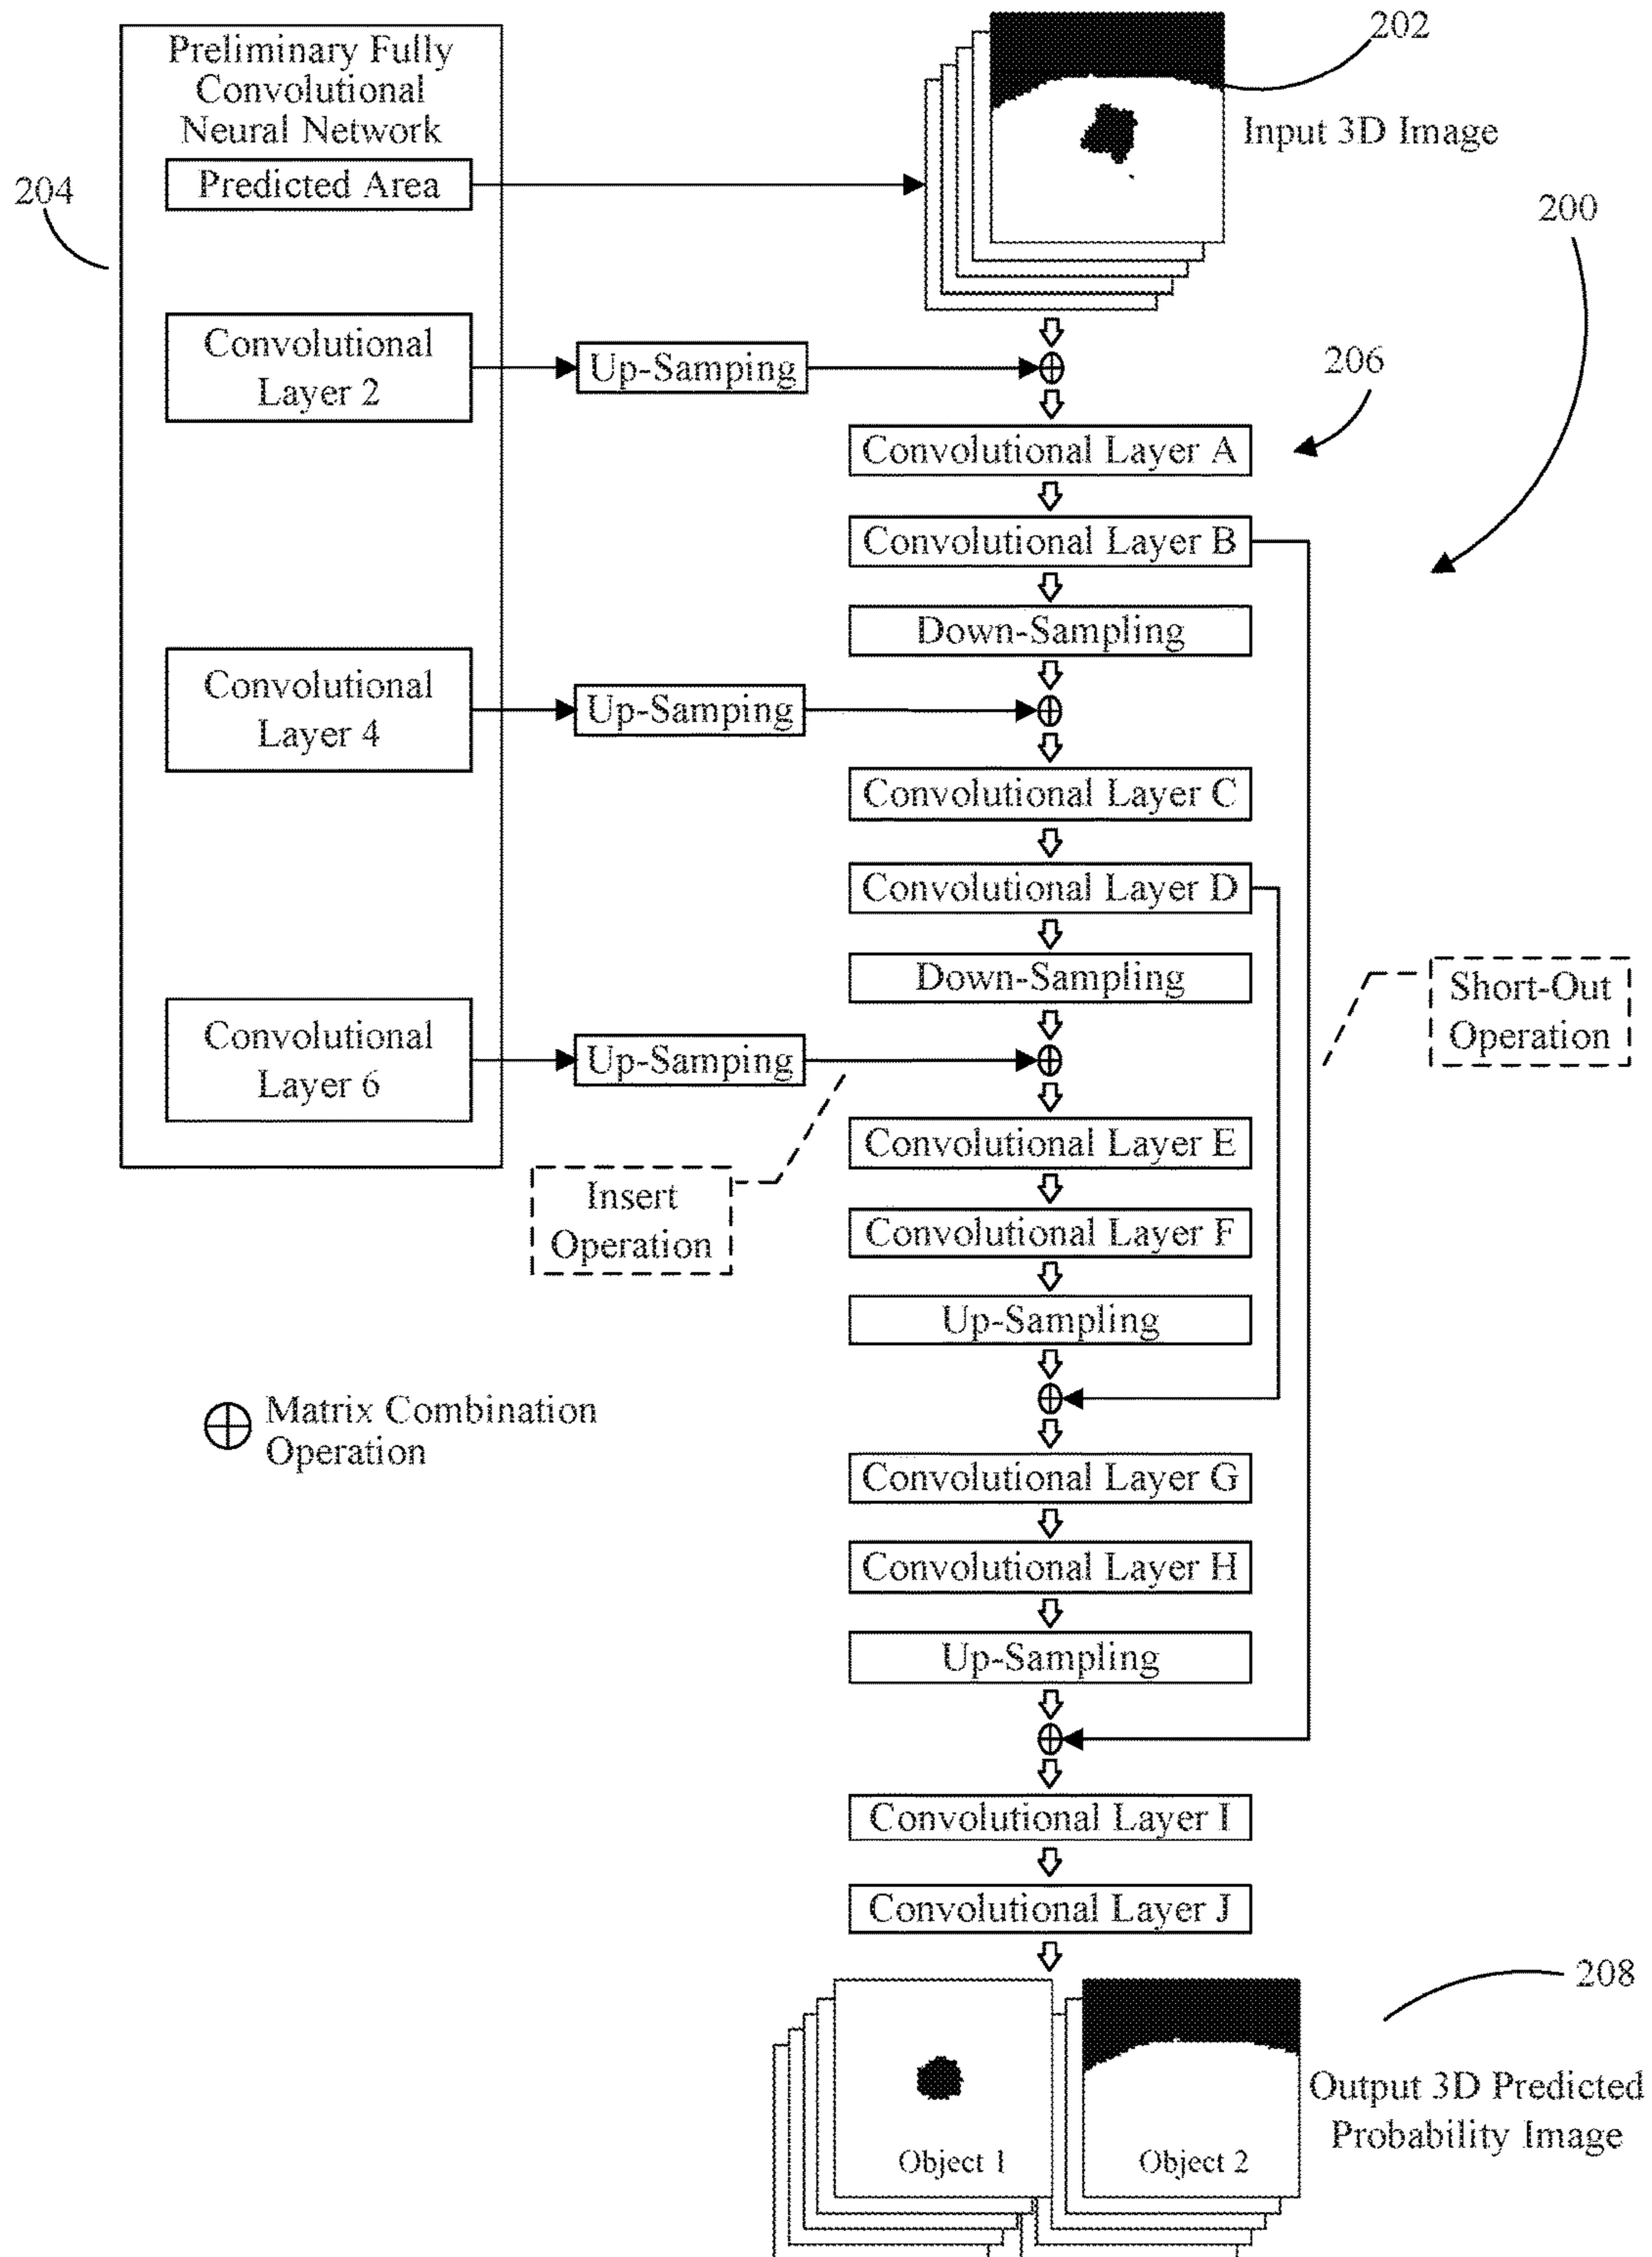 Preliminary Fully
Convolutional
Neural Network
Predicted Area
204
202
Input 3D Image
200
Convolutional
Layer 2
Up-Samping
206
Convolutional Layer A
Convolutional Layer B
Down-Sampling
Convolutional
Layer 4
Up-Samping
Convolutional Layer C
Convolutional Layer D
Down-Sampling
Short-Out
Operation
Convolutional
Layer 6
Up-Samping
Convolutional Layer E
Insert
Operation
Convolutional Layer F
Up-Sampling
Matrix Combination
Operation
Convolutional Layer G
Convolutional Layer H
Up-Sampling
Convolutional Layer I
Convolutional Layer J
208
Object 1
Object 2
Output 3D Predicted
Probability Image